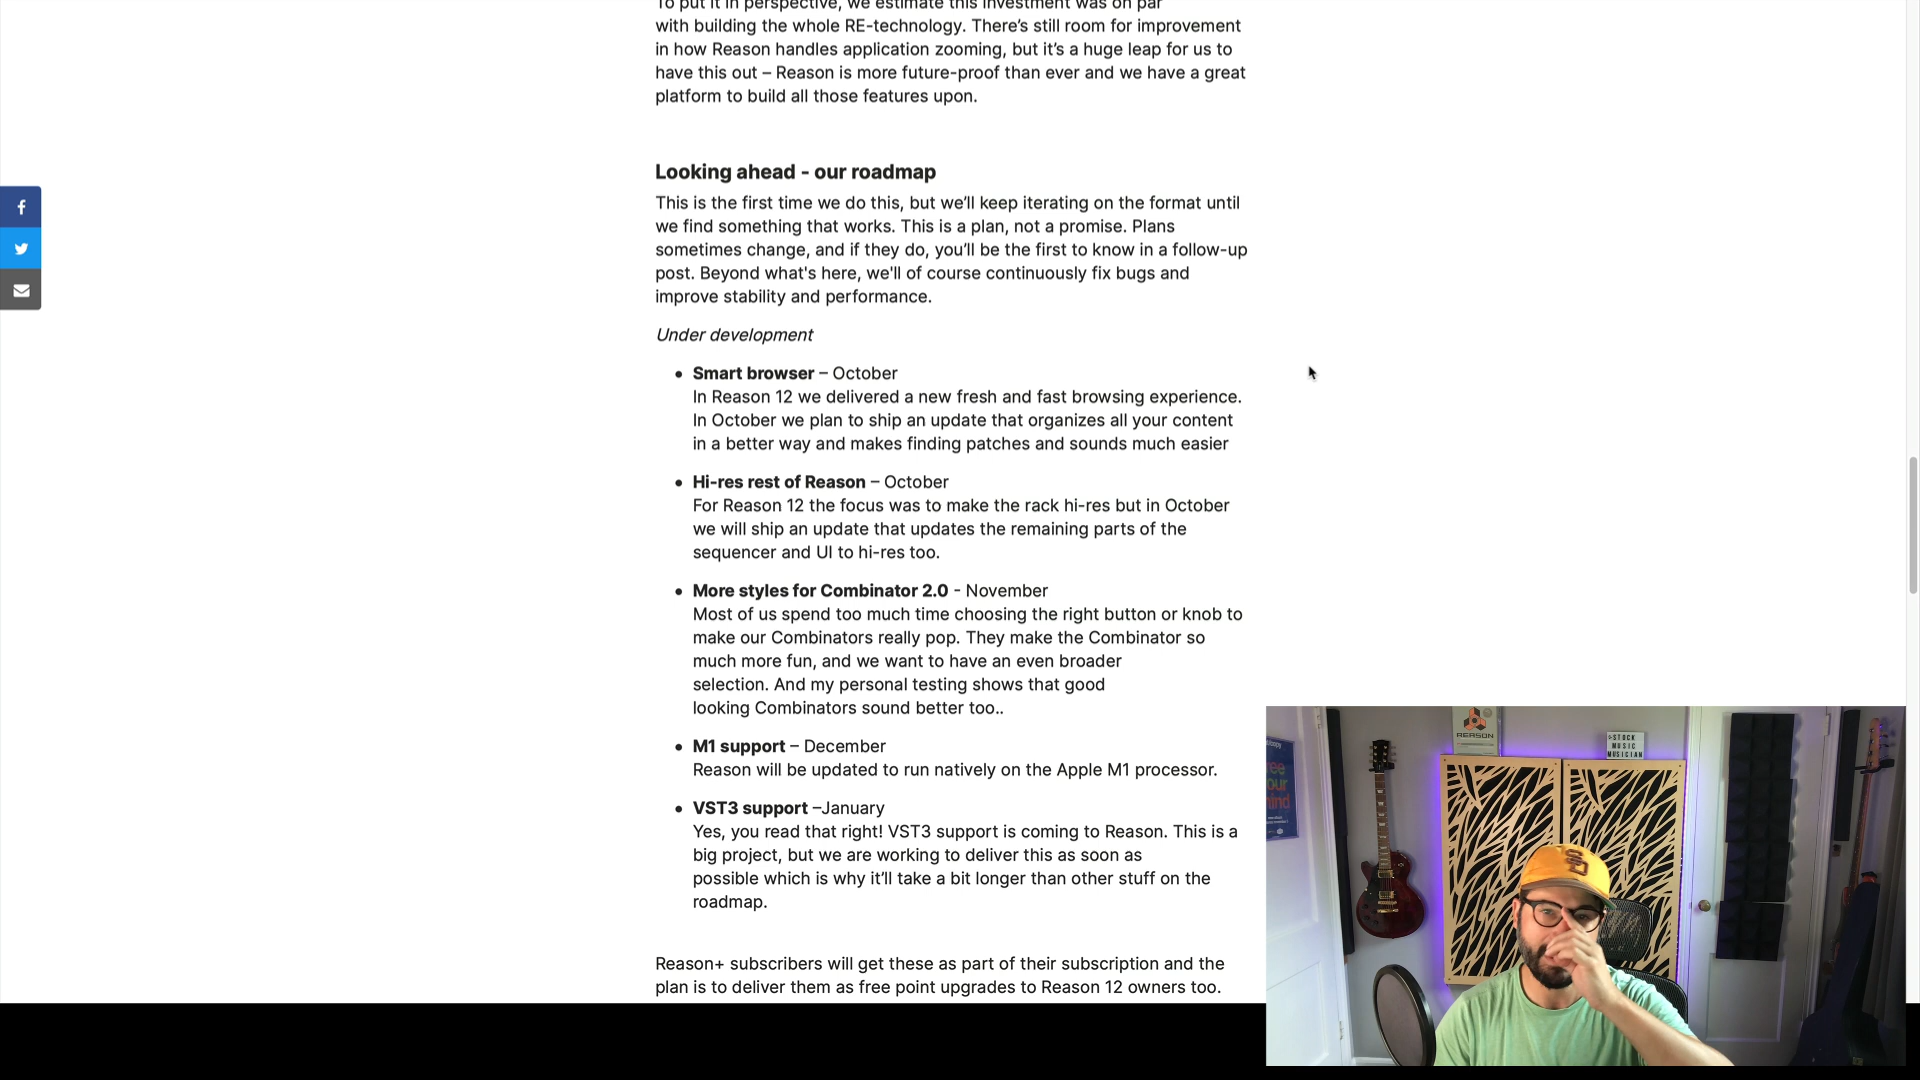 To put it in perspective, we estimate this investment was on par
with building the whole RE-technology. There’s still room for improvement
in how Reason handles application zooming, but it’s a huge leap for us to
have this out – Reason is more future-proof than ever and we have a great
platform to build all those features upon.
Looking ahead - our roadmap
This is the first time we do this, but we’ll keep iterating on the format until
we find something that works. This is a plan, not a promise. Plans
sometimes change, and if they do, you’ll be the first to know in a follow-up
post. Beyond what's here, we'll of course continuously fix bugs and
improve stability and performance.
Under development
Smart browser – October
In Reason 12 we delivered a new fresh and fast browsing experience.
In October we plan to ship an update that organizes all your content
in a better way and makes finding patches and sounds much easier
Hi-res rest of Reason – October
For Reason 12 the focus was to make the rack hi-res but in October
we will ship an update that updates the remaining parts of the
sequencer and UI to hi-res too.
More styles for Combinator 2.0 - November
Most of us spend too much time choosing the right button or knob to
make our Combinators really pop. They make the Combinator so
much more fun, and we want to have an even broader
selection. And my personal testing shows that good
looking Combinators sound better too..
M1 support – December
Reason will be updated to run natively on the Apple M1 processor.
VST3 support –January
Yes, you read that right! VST3 support is coming to Reason. This is a
big project, but we are working to deliver this as soon as
possible which is why it’ll take a bit longer than other stuff on the
roadmap.
Reason+ subscribers will get these as part of their subscription and the
plan is to deliver them as free point upgrades to Reason 12 owners too.
REASON
STOCK
MUSIC
MUSICIAN
SD